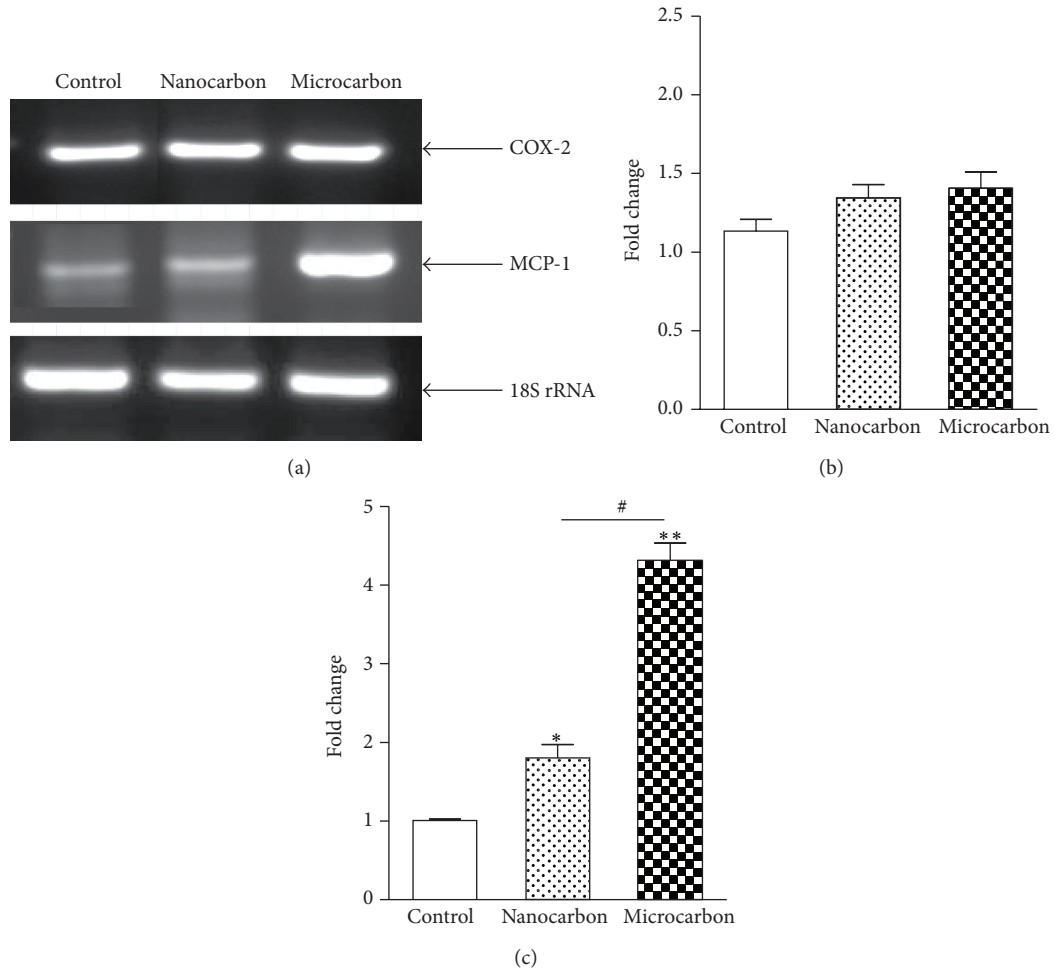 Control Nanocarbon Microcarbon
COX-2
MCP-1
18S rRNA
(a)
2.5
2.0
1.5
1.0
0.5
0.0
Fold change
Control Nanocarbon Microcarbon
(b)
5
4
3
2
1
0
Fold change
#
**
*
Control Nanocarbon Microcarbon
(c)